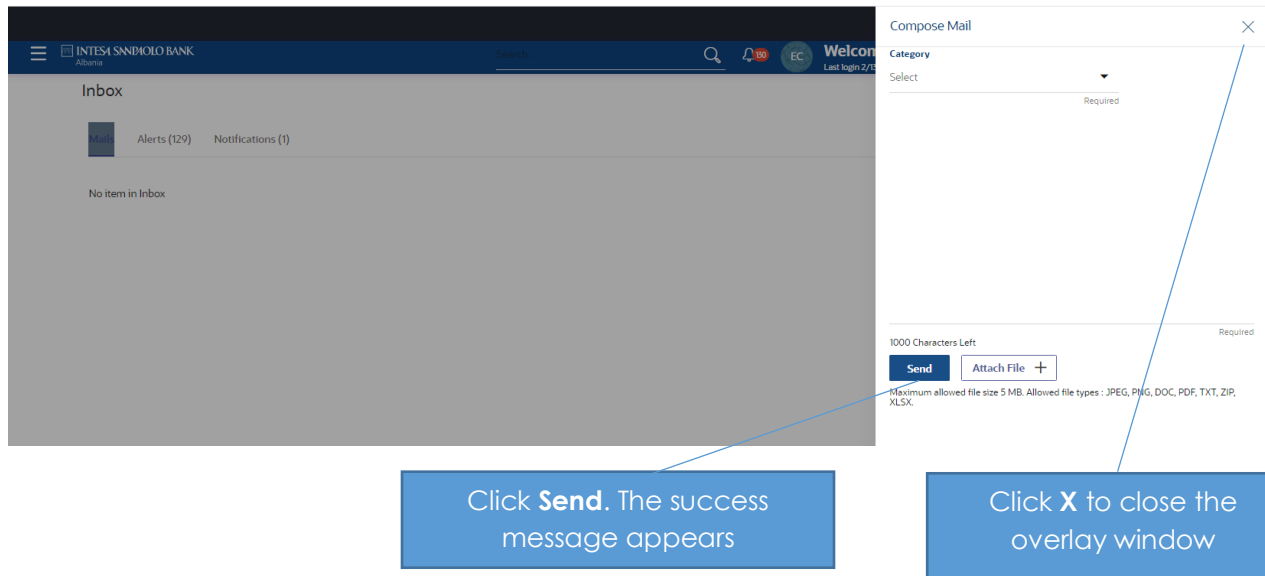 Compose Mail
INTESA SANPAOLO BANK
Albania
Search
130
EC
Welcom
Last login 2/13
Category
Select
Required
Inbox
Mails
Alerts (129)
Notifications (1)
No item in Inbox
Required
1000 Characters Left
Send
Attach File +
Maximum allowed file size 5 MB. Allowed file types : JPEG, PNG, DOC, PDF, TXT, ZIP,
XLSX.
Click Send. The success
message appears
Click X to close the
overlay window